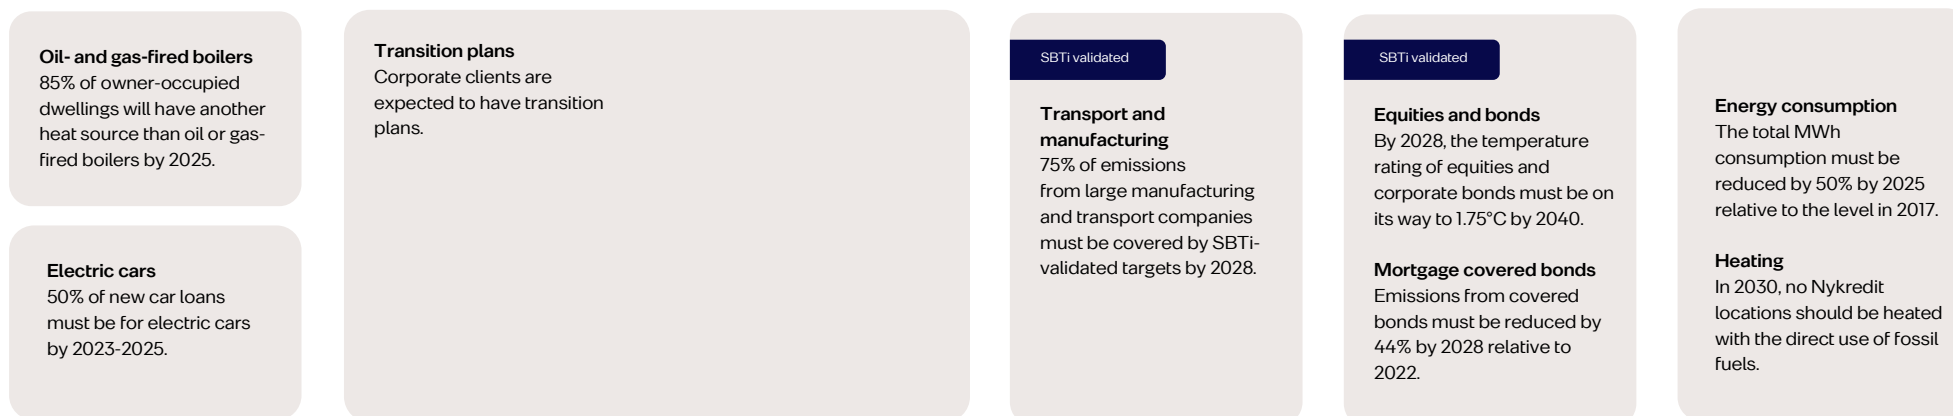 Oil- and gas-fired boilers
85% of owner-occupied
dwellings will have another
heat source than oil or gas-
fired boilers by 2025.
Electric cars
50% of new car loans
must be for electric cars
by 2023-2025.
Transition plans
Corporate clients are
expected to have transition
plans.
SBTi validated
Transport and
manufacturing
75% of emissions
from large manufacturing
and transport companies
must be covered by SBTi-
validated targets by 2028.
SBTi validated
Equities and bonds
By 2028, the temperature
rating of equities and
corporate bonds must be on
its way to 1.75°C by 2040.
Mortgage covered bonds
Emissions from covered
bonds must be reduced by
44% by 2028 relative to
2022.
Energy consumption
The total MWh
consumption must be
reduced by 50% by 2025
relative to the level in 2017.
Heating
In 2030, no Nykredit
locations should be heated
with the direct use of fossil
fuels.